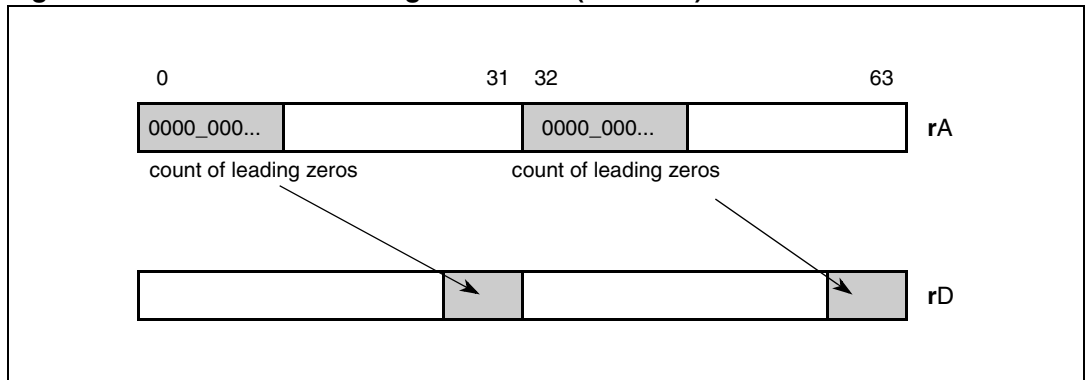 0 31 32 63
0000_000... 0000_000... rA
count of leading zeros count of leading zeros
rD